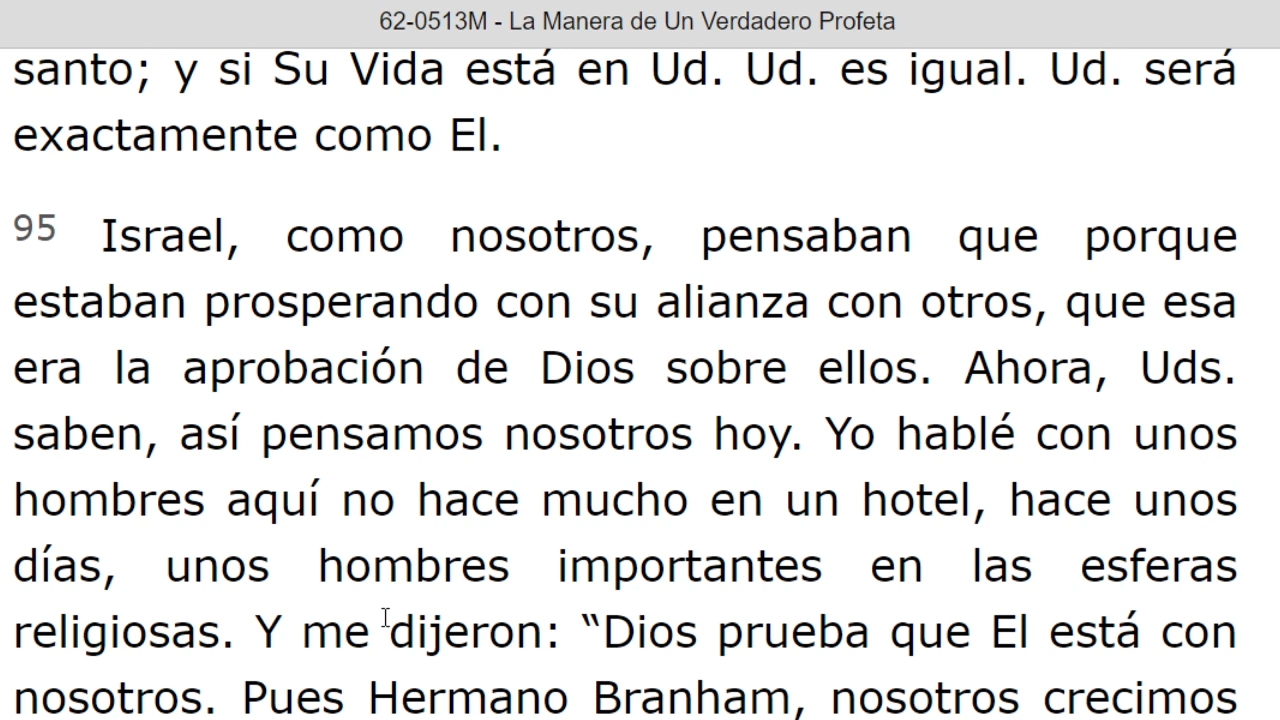 62-0513M - La Manera de Un Verdadero Profeta
santo; y si Su Vida está en Ud. Ud. es igual. Ud. será
exactamente como El.
95 Israel, como nosotros, pensaban que porque
estaban prosperando con su alianza con otros, que esa
era la aprobación de Dios sobre ellos. Ahora, Uds.
saben, así pensamos nosotros hoy. Yo hablé con unos
hombres aquí no hace mucho en un hotel, hace unos
días, unos hombres importantes en las esferas
religiosas. Y me dijeron: “Dios prueba que El está con
nosotros. Pues Hermano Branham, nosotros crecimos